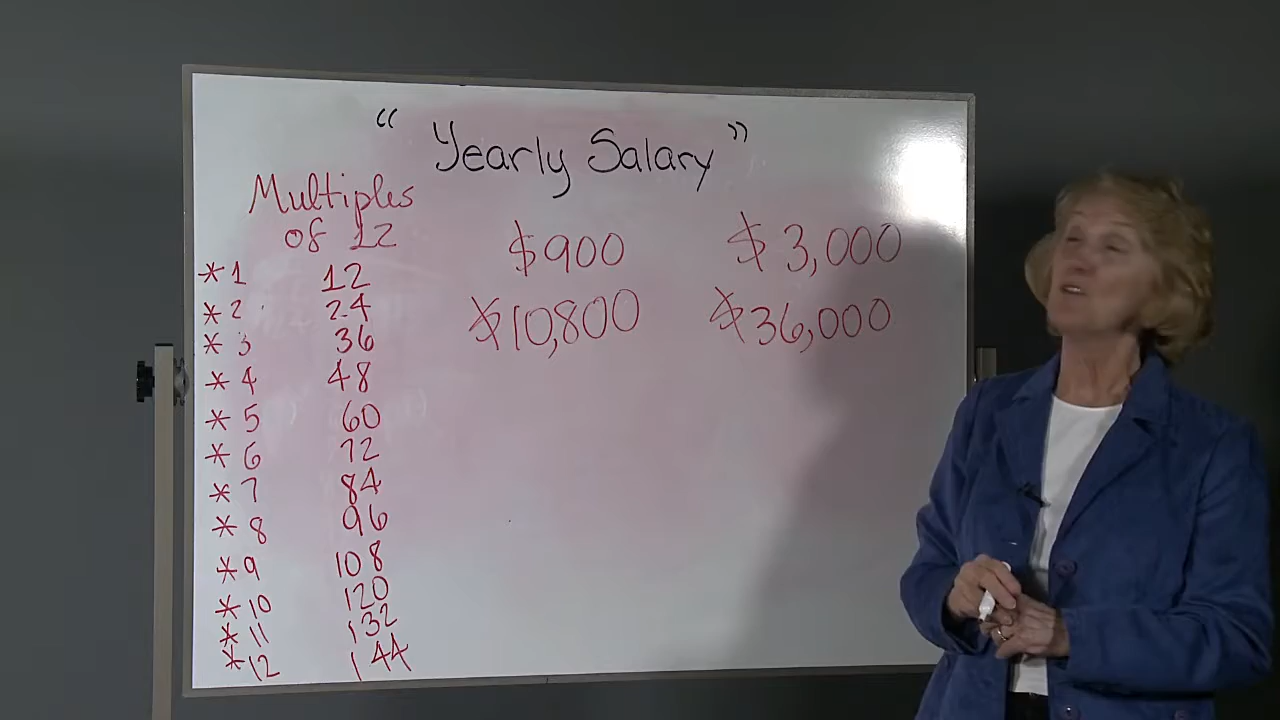 “ Yearly Salary ”
Multiples
of 12
* 1 12
* 2 24
* 3 36
* 4 48
* 5 60
* 6 72
* 7 84
* 8 96
* 9 108
* 10 120
* 11 132
* 12 144
$900 $3,000
$10,800 $36,000